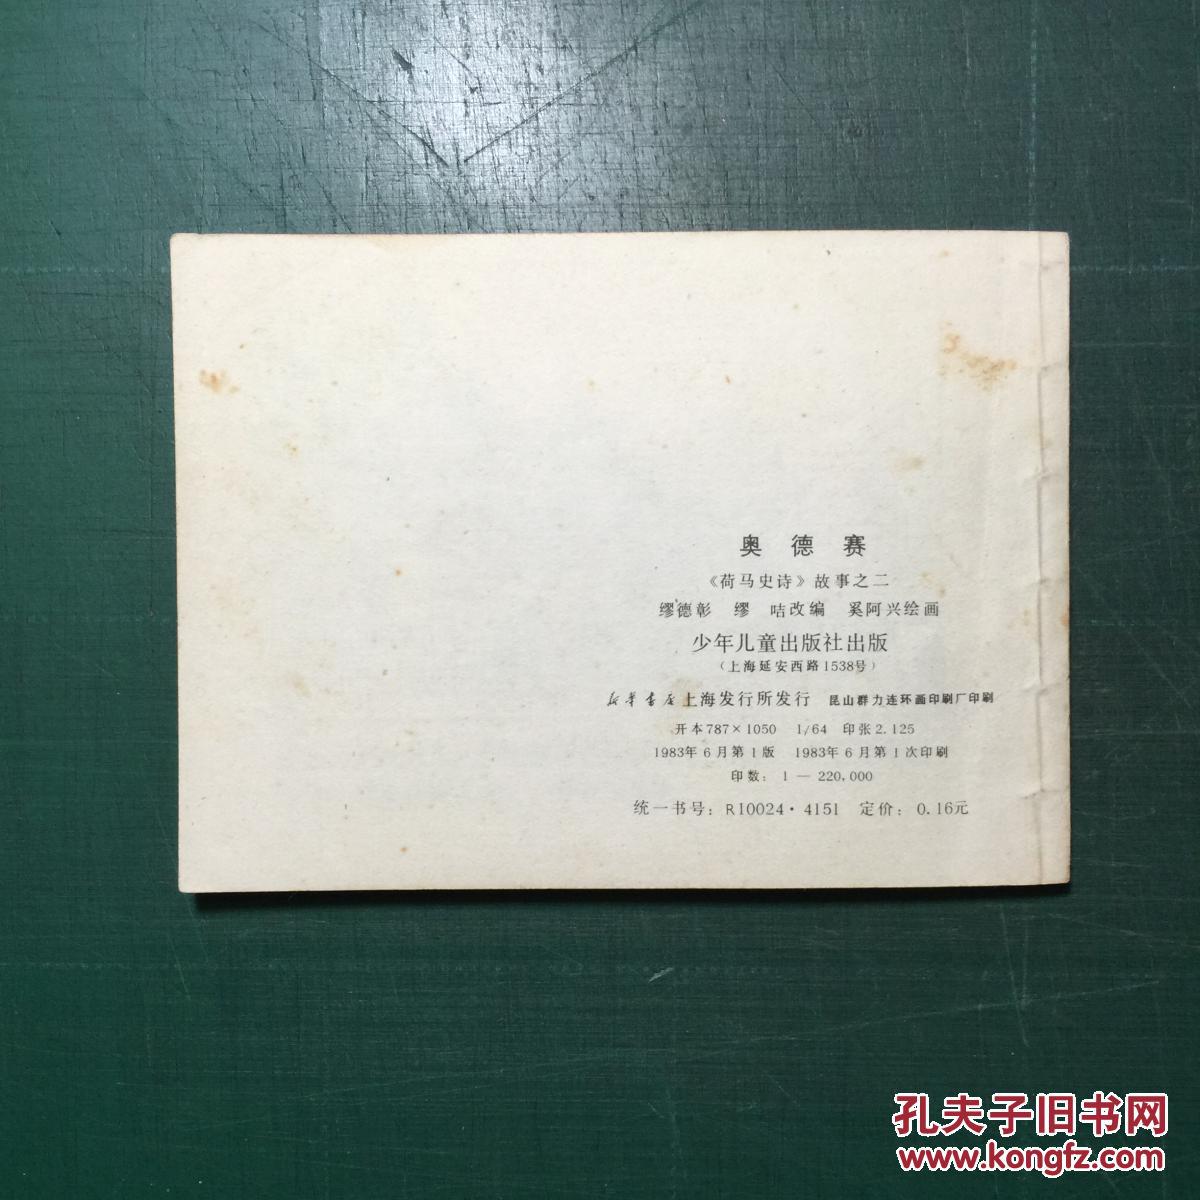 奥德赛
《荷马史诗》故事之二
缪德彰 缪咭改编 奚阿兴绘画
少年儿童出版社出版
(上海延安西路1538号)
新华书店上海发行所发行 昆山群力连环画印刷厂印刷
开本787×1050 1/64 印张2.125
1983年6月第1版 1983年6月第1次印刷
印数:1—220,000
统一书号:R10024·4151 定价:0.16元
孔夫子旧书网
www.kongfz.com